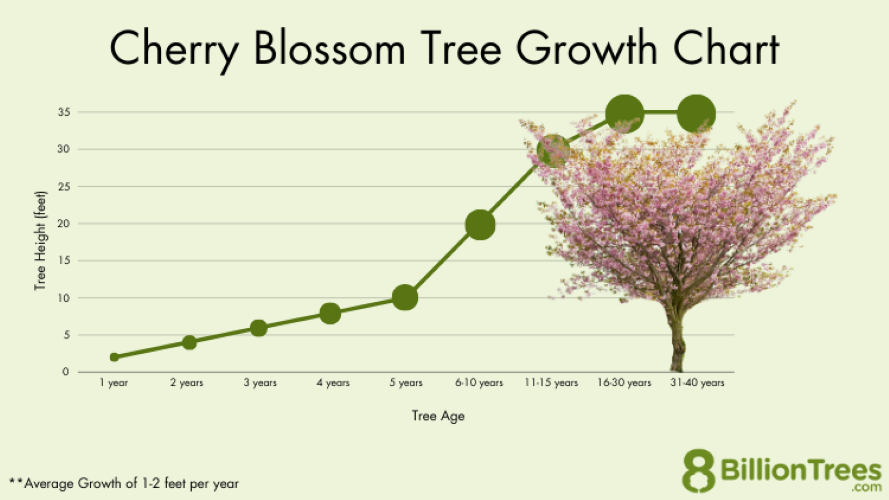 Cherry Blossom Tree Growth Chart
Tree Height (feet)
35
30
25
20
15
10
5
0
1 year 2 years 3 years 4 years 5 years 6-10 years 11-15 years 16-30 years 31-40 years
Tree Age
**Average Growth of 1-2 feet per year
8 BillionTrees
.com